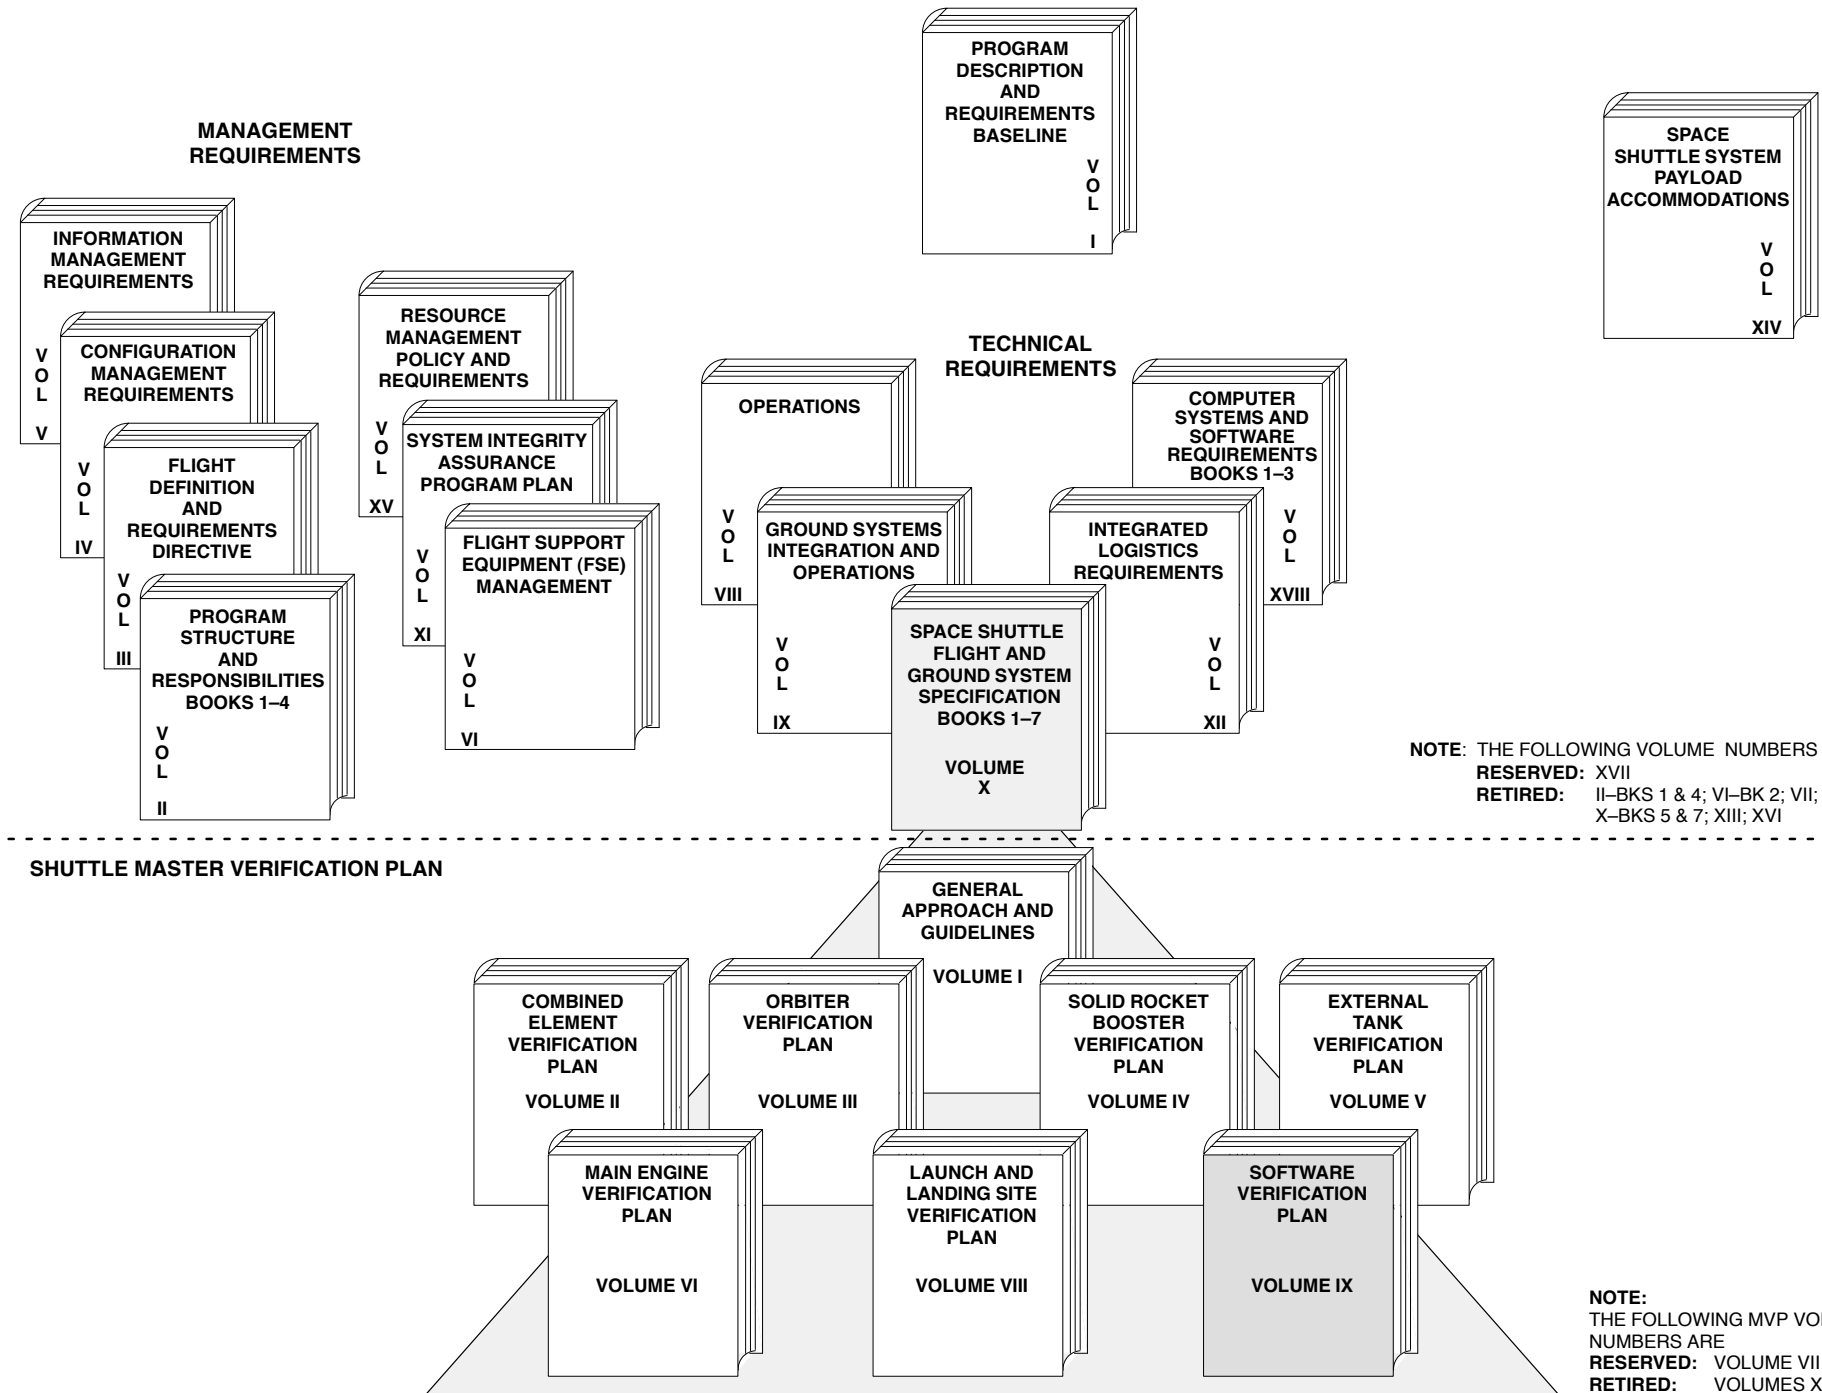 PROGRAM
DESCRIPTION
AND
REQUIREMENTS
BASELINE
V
O
L
I
SPACE
SHUTTLE SYSTEM
PAYLOAD
ACCOMMODATIONS
V
O
L
XIV
MANAGEMENT
REQUIREMENTS
INFORMATION
MANAGEMENT
REQUIREMENTS
V
O
L
V
CONFIGURATION
MANAGEMENT
REQUIREMENTS
V
O
L
IV
FLIGHT
DEFINITION
AND
REQUIREMENTS
DIRECTIVE
V
O
L
III
PROGRAM
STRUCTURE
AND
RESPONSIBILITIES
BOOKS 1–4
V
O
L
II
RESOURCE
MANAGEMENT
POLICY AND
REQUIREMENTS
V
O
L
XV
SYSTEM INTEGRITY
ASSURANCE
PROGRAM PLAN
V
O
L
XI
FLIGHT SUPPORT
EQUIPMENT (FSE)
MANAGEMENT
V
O
L
VI
TECHNICAL
REQUIREMENTS
OPERATIONS
V
O
L
VIII
GROUND SYSTEMS
INTEGRATION AND
OPERATIONS
V
O
L
IX
SPACE SHUTTLE
FLIGHT AND
GROUND SYSTEM
SPECIFICATION
BOOKS 1–7
VOLUME
X
INTEGRATED
LOGISTICS
REQUIREMENTS
V
O
L
XII
COMPUTER
SYSTEMS AND
SOFTWARE
REQUIREMENTS
BOOKS 1–3
V
O
L
XVIII
NOTE: THE FOLLOWING VOLUME NUMBERS
RESERVED: XVII
RETIRED: II–BKS 1 & 4; VI–BK 2; VII;
X–BKS 5 & 7; XIII; XVI
SHUTTLE MASTER VERIFICATION PLAN
GENERAL
APPROACH AND
GUIDELINES
VOLUME I
COMBINED
ELEMENT
VERIFICATION
PLAN
VOLUME II
ORBITER
VERIFICATION
PLAN
VOLUME III
SOLID ROCKET
BOOSTER
VERIFICATION
PLAN
VOLUME IV
EXTERNAL
TANK
VERIFICATION
PLAN
VOLUME V
MAIN ENGINE
VERIFICATION
PLAN
VOLUME VI
LAUNCH AND
LANDING SITE
VERIFICATION
PLAN
VOLUME VIII
SOFTWARE
VERIFICATION
PLAN
VOLUME IX
NOTE:
THE FOLLOWING MVP
NUMBERS ARE
RESERVED: VOLUME VII
RETIRED: VOLUMES